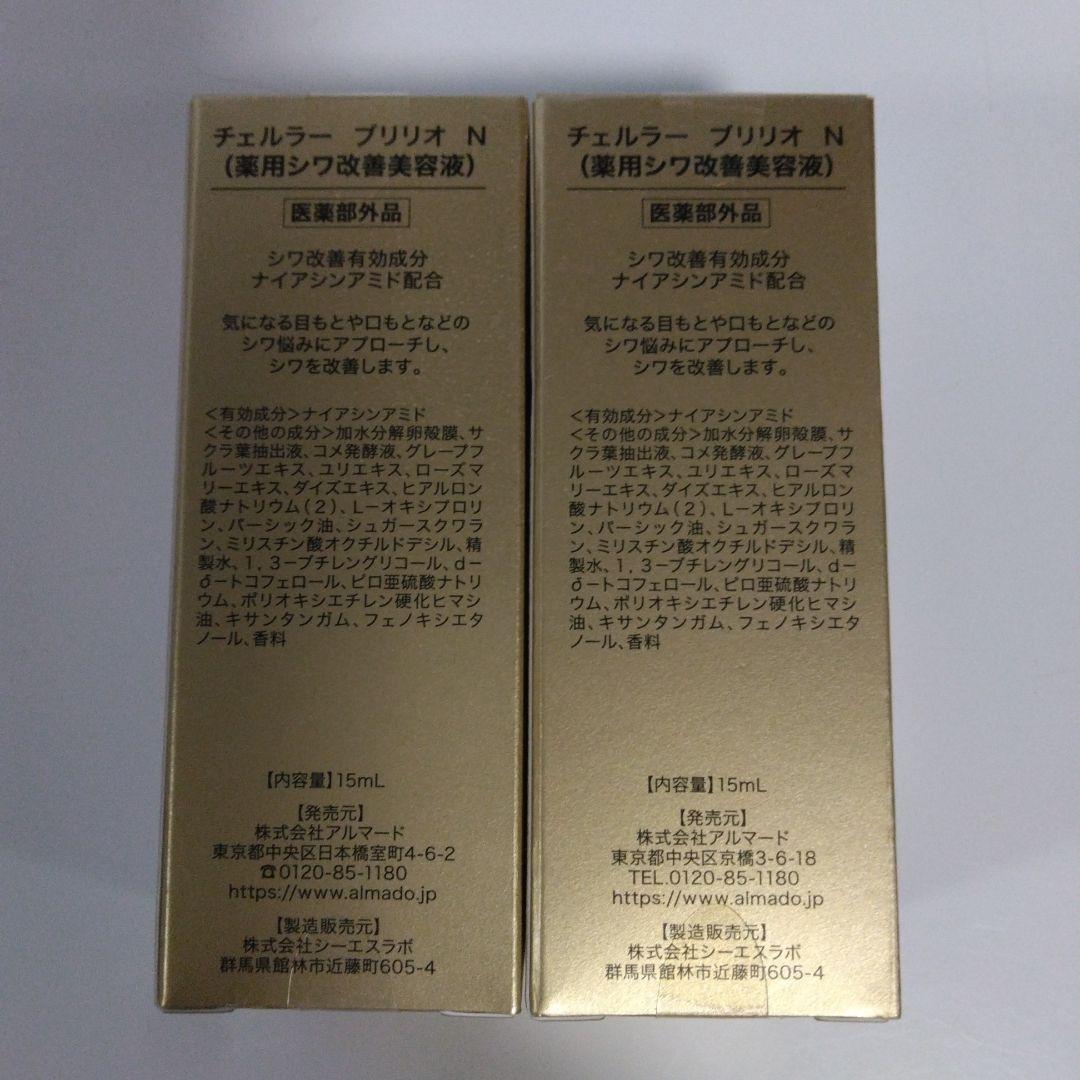 チェルラー ブリリオ N
(薬用シワ改善美容液)
医薬部外品
シワ改善有効成分
ナイアシンアミド配合
気になる目もとや口もとなどの
シワ悩みにアプローチし、
シワを改善します。
<有効成分>ナイアシンアミド
<その他の成分>加水分解卵殻膜、サ
クラ葉抽出液、コメ発酵液、グレープ
フルーツエキス、ユリエキス、ローズマ
リーエキス、ダイズエキス、ヒアルロン
酸ナトリウム(2)、L-オキシプロリ
ン、パーシック油、シュガースクワラ
ン、ミリスチン酸オクチルドデシル、精
製水、1,3-ブチレングリコール、d-
δ-トコフェロール、ピロ亜硫酸ナトリ
ウム、ポリオキシエチレン硬化ヒマシ
油、キサンタンガム、フェノキシエタ
ノール、香料
【内容量】15mL
【発売元】
株式会社アルマード
東京都中央区日本橋室町4-6-2
☎0120-85-1180
https://www.almado.jp
【製造販売元】
株式会社シーエスラボ
群馬県館林市近藤町605-4
チェルラー ブリリオ N
(薬用シワ改善美容液)
医薬部外品
シワ改善有効成分
ナイアシンアミド配合
気になる目もとや口もとなどの
シワ悩みにアプローチし、
シワを改善します。
<有効成分>ナイアシンアミド
<その他の成分>加水分解卵殻膜、サ
クラ葉抽出液、コメ発酵液、グレープフ
ルーツエキス、ユリエキス、ローズマ
リーエキス、ダイズエキス、ヒアルロン
酸ナトリウム(2)、L-オキシプロリ
ン、パーシック油、シュガースクワラ
ン、ミリスチン酸オクチルドデシル、精
製水、1,3-ブチレングリコール、d-
δ-トコフェロール、ピロ亜硫酸ナトリ
ウム、ポリオキシエチレン硬化ヒマシ
油、キサンタンガム、フェノキシエタ
ノール、香料
【内容量】15mL
【発売元】
株式会社アルマード
東京都中央区京橋3-6-18
TEL.0120-85-1180
https://www.almado.jp
【製造販売元】
株式会社シーエスラボ
群馬県館林市近藤町605-4